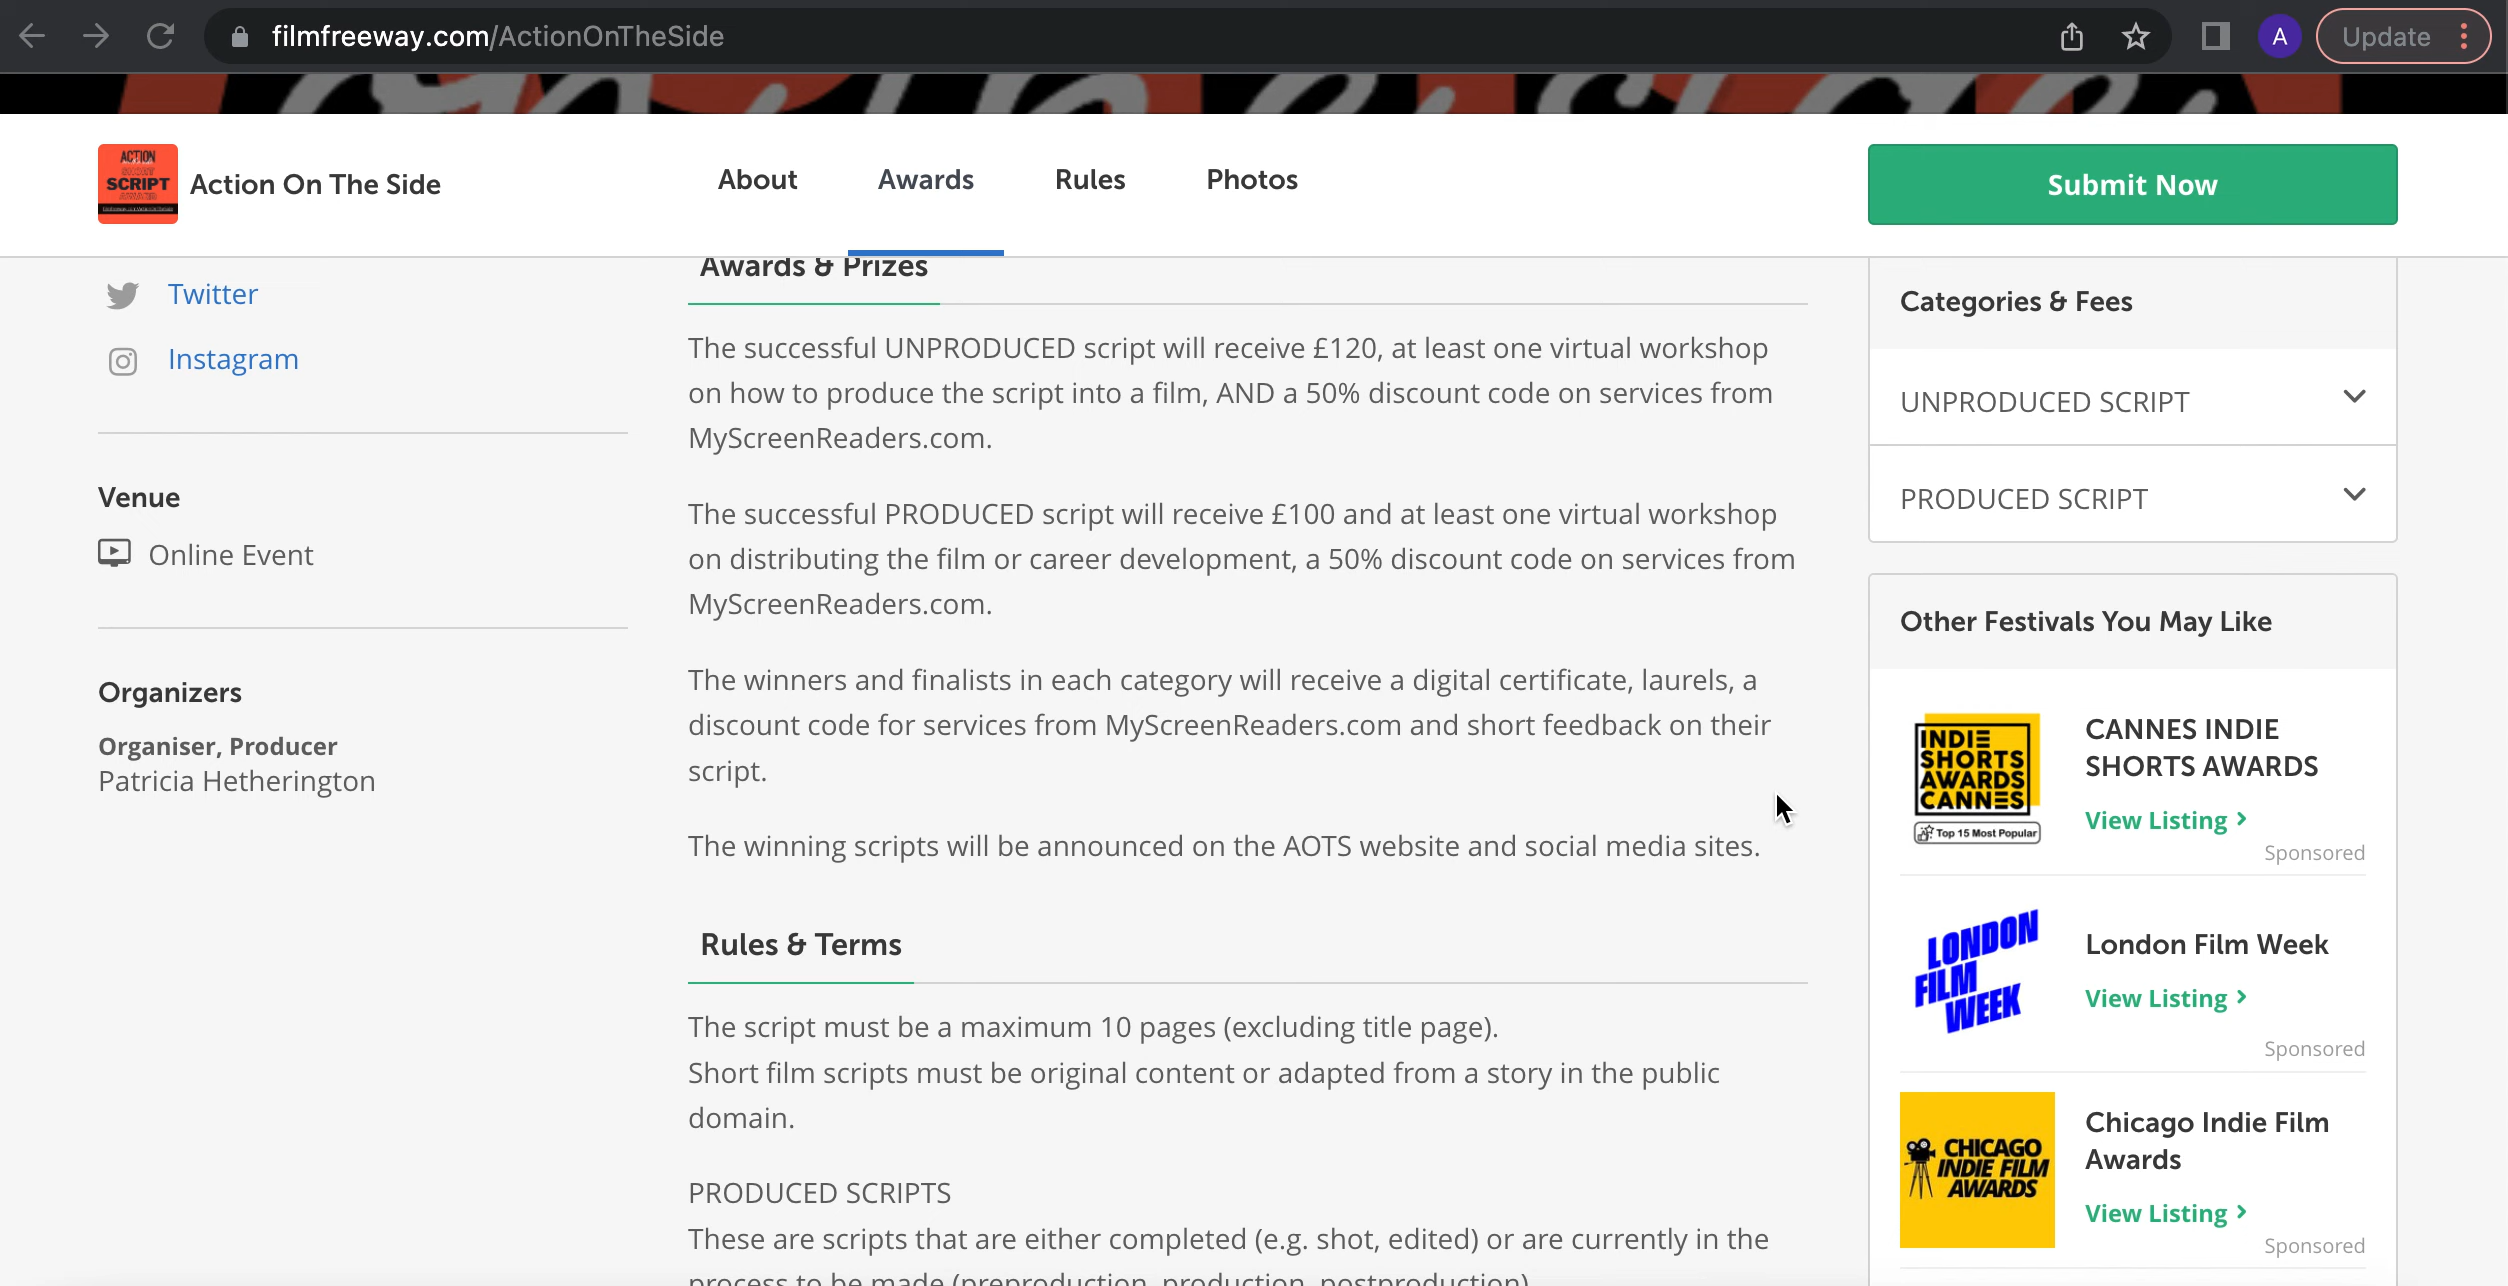 filmfreeway.com/ActionOnTheSide
A
Update
ACTION
SCRIPT
Action On The Side
About
Awards
Rules
Photos
Submit Now
Twitter
Instagram
Venue
Online Event
Organizers
Organiser, Producer
Patricia Hetherington
Awards & Prizes
The successful UNPRODUCED script will receive £120, at least one virtual workshop
on how to produce the script into a film, AND a 50% discount code on services from
MyScreenReaders.com.
The successful PRODUCED script will receive £100 and at least one virtual workshop
on distributing the film or career development, a 50% discount code on services from
MyScreenReaders.com.
The winners and finalists in each category will receive a digital certificate, laurels, a
discount code for services from MyScreenReaders.com and short feedback on their
script.
The winning scripts will be announced on the AOTS website and social media sites.
Rules & Terms
The script must be a maximum 10 pages (excluding title page).
Short film scripts must be original content or adapted from a story in the public
domain.
PRODUCED SCRIPTS
These are scripts that are either completed (e.g. shot, edited) or are currently in the
process to be made (preproduction, production, postproduction)
Categories & Fees
UNPRODUCED SCRIPT
PRODUCED SCRIPT
Other Festivals You May Like
INDIE
SHORTS
AWARDS
CANNES
Top 15 Most Popular
CANNES INDIE
SHORTS AWARDS
View Listing
Sponsored
LONDON
FILM
WEEK
London Film Week
View Listing
Sponsored
CHICAGO
INDIE FILM
AWARDS
Chicago Indie Film
Awards
View Listing
Sponsored